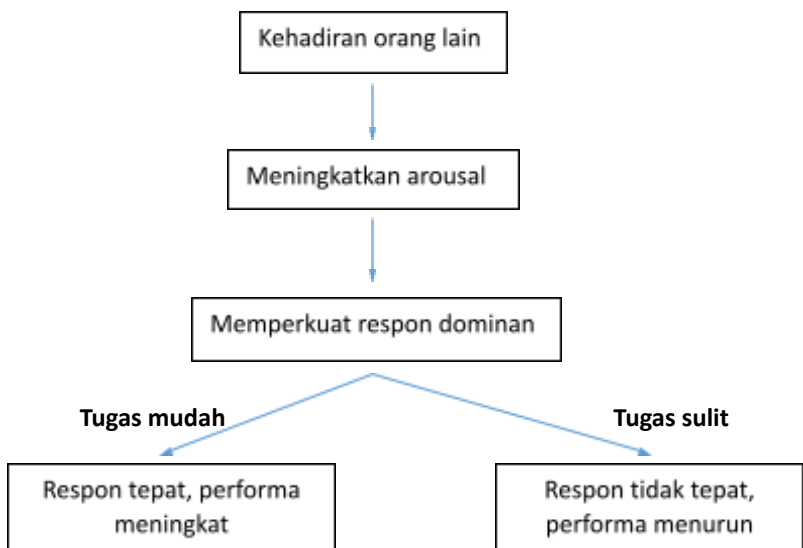 Kehadiran orang lain
Meningkatkan arousal
Memperkuat respon dominan
Tugas mudah
Tugas sulit
Respon tepat, performa
meningkat
Respon tidak tepat,
performa menurun